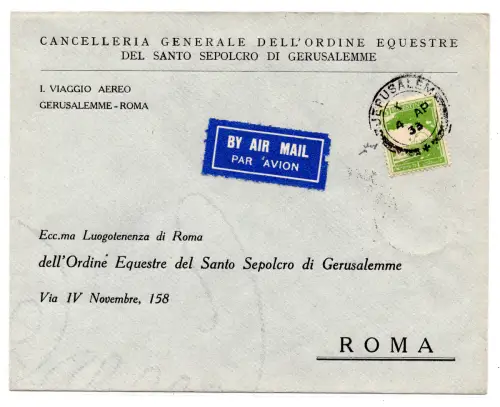 CANCELLERIA GENERALE DELL'ORDINE EQUESTRE
DEL SANTO SEPOLCRO DI GERUSALEMME
I. VIAGGIO AEREO
GERUSALEMME - ROMA
JERUSALEM
4 AP
33
BY AIR MAIL
PAR AVION
Ecc.ma Luogotenenza di Roma
dell'Ordine Equestre del Santo Sepolcro di Gerusalemme
Via IV Novembre, 158
ROMA